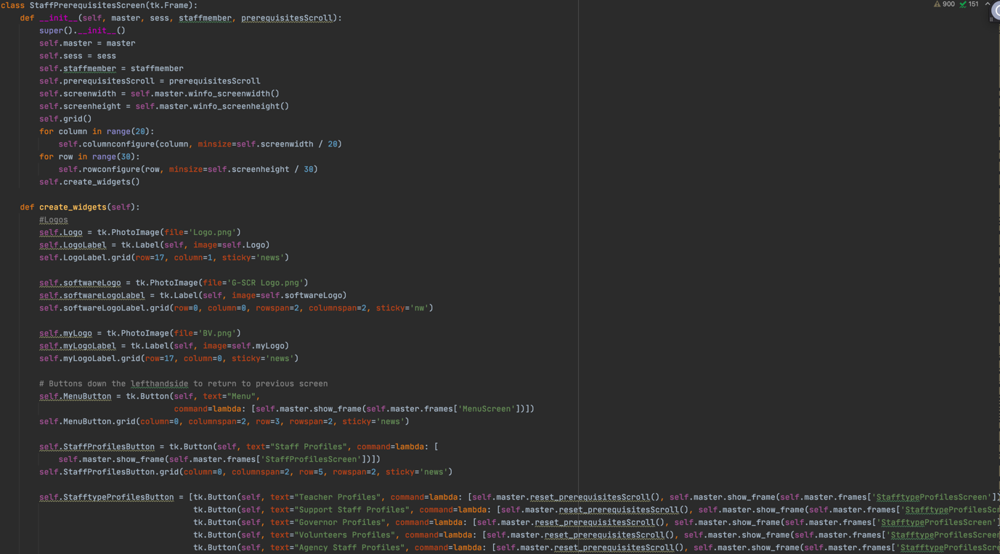 class StaffPrerequisitesScreen(tk.Frame):
900 151
def __init__(self, master, sess, staffmember, prerequisitesScroll):
super().__init__()
self.master = master
self.sess = sess
self.staffmember = staffmember
self.prerequisitesScroll = prerequisitesScroll
self.screenwidth = self.master.winfo_screenwidth()
self.screenheight = self.master.winfo_screenheight()
self.grid()
for column in range(20):
self.columnconfigure(column, minsize=self.screenwidth / 20)
for row in range(30):
self.rowconfigure(row, minsize=self.screenheight / 30)
self.create_widgets()
def create_widgets(self):
#Logos
self.Logo = tk.PhotoImage(file='Logo.png')
self.LogoLabel = tk.Label(self, image=self.Logo)
self.LogoLabel.grid(row=17, column=1, sticky='news')
self.softwareLogo = tk.PhotoImage(file='G-SCR Logo.png')
self.softwareLogoLabel = tk.Label(self, image=self.softwareLogo)
self.softwareLogoLabel.grid(row=0, column=0, rowspan=2, columnspan=2, sticky='nw')
self.myLogo = tk.PhotoImage(file='BV.png')
self.myLogoLabel = tk.Label(self, image=self.myLogo)
self.myLogoLabel.grid(row=17, column=0, sticky='news')
# Buttons down the lefthandside to return to previous screen
self.MenuButton = tk.Button(self, text="Menu",
command=lambda: [self.master.show_frame(self.master.frames['MenuScreen'])])
self.MenuButton.grid(column=0, columnspan=2, row=3, rowspan=2, sticky='news')
self.StaffProfilesButton = tk.Button(self, text="Staff Profiles", command=lambda: [
self.master.show_frame(self.master.frames['StaffProfilesScreen'])])
self.StaffProfilesButton.grid(column=0, columnspan=2, row=5, rowspan=2, sticky='news')
self.StafftypeProfilesButton = [tk.Button(self, text="Teacher Profiles", command=lambda: [self.master.reset_prerequisitesScroll(), self.master.show_frame(self.master.frames['StafftypeProfilesScreen'])
tk.Button(self, text="Support Staff Profiles", command=lambda: [self.master.reset_prerequisitesScroll(), self.master.show_frame(self.master.frames['StafftypeProfilesScr
tk.Button(self, text="Governor Profiles", command=lambda: [self.master.reset_prerequisitesScroll(), self.master.show_frame(self.master.frames['StafftypeProfilesScreen']
tk.Button(self, text="Volunteers Profiles", command=lambda: [self.master.reset_prerequisitesScroll(), self.master.show_frame(self.master.frames['StafftypeProfilesScreen
tk.Button(self, text="Agency Staff Profiles", command=lambda: [self.master.reset_prerequisitesScroll(), self.master.show_frame(self.master.frames['StafftypeProfilesScre